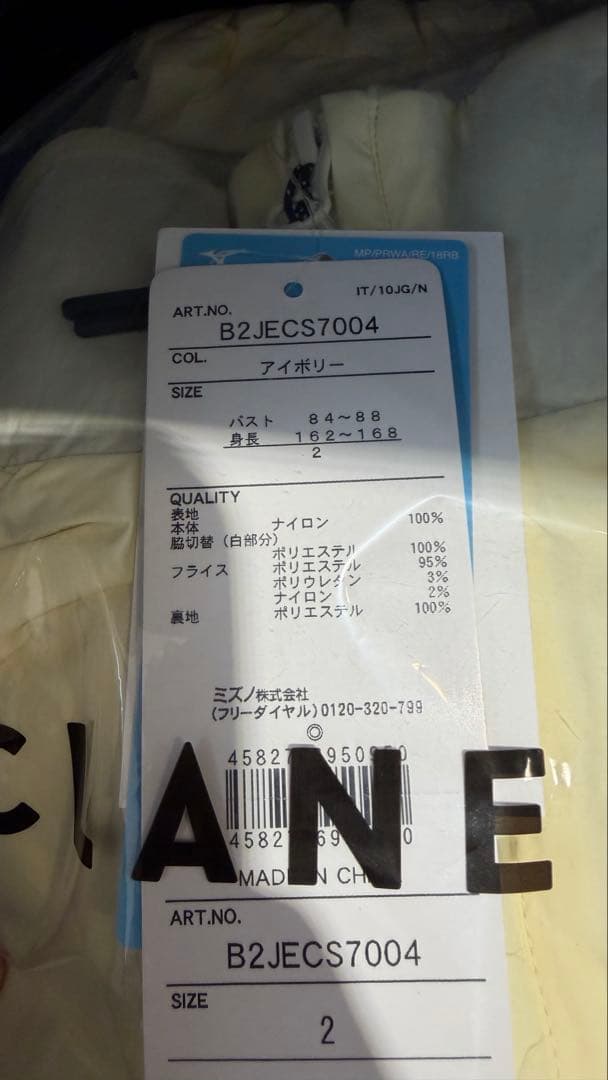 MP/PRWA/RE/18RB
IT/10JG/N
ART.NO.
B2JECS7004
COL.
アイボリー
SIZE
バスト 84～88
身長 162～168
2
QUALITY
表地
本体 ナイロン 100%
脇切替（白部分）
ポリエステル 100%
フライス ポリエステル 95%
ポリウレタン 3%
ナイロン 2%
裏地 ポリエステル 100%
ミズノ株式会社
(フリーダイヤル)0120-320-799
◎
CLANE
ART.NO.
B2JECS7004
SIZE
2